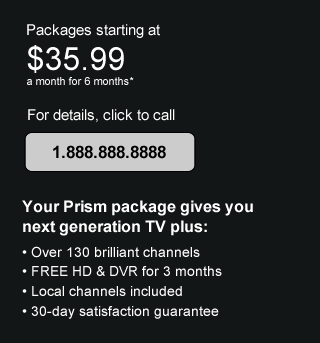 Packages starting at
$35.99
a month for 6 months*
For details, click to call
1.888.888.8888
Your Prism package gives you
next generation TV plus:
• Over 130 brilliant channels
• FREE HD & DVR for 3 months
• Local channels included
• 30-day satisfaction guarantee